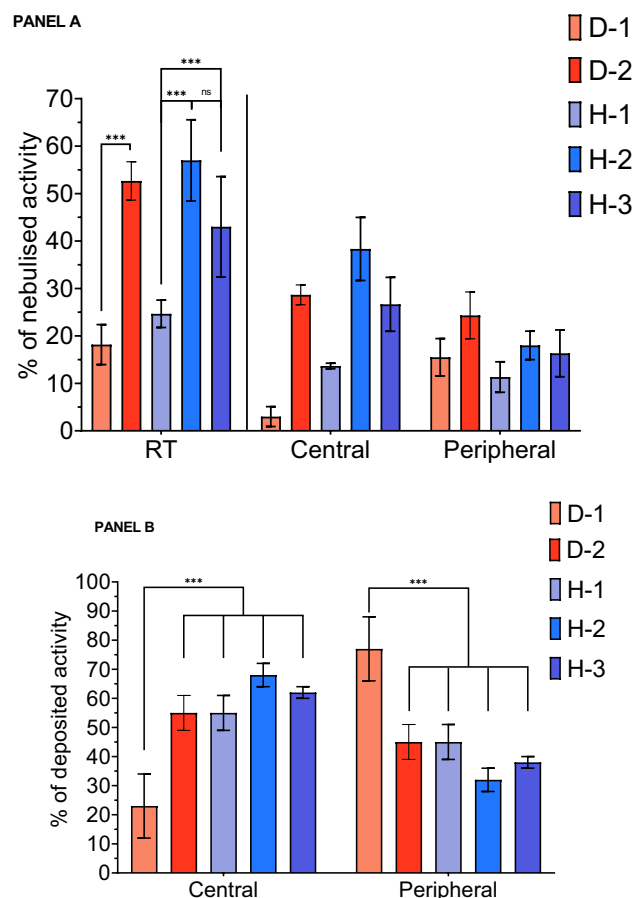 PANEL A
D-1
D-2
H-1
H-2
H-3
***
*** ns
***
70
60
50
40
30
20
10
0
% of nebulised activity
RT Central Peripheral
PANEL B
D-1
D-2
H-1
H-2
H-3
*** ***
100
90
80
70
60
50
40
30
20
10
0
% of deposited activity
Central Peripheral